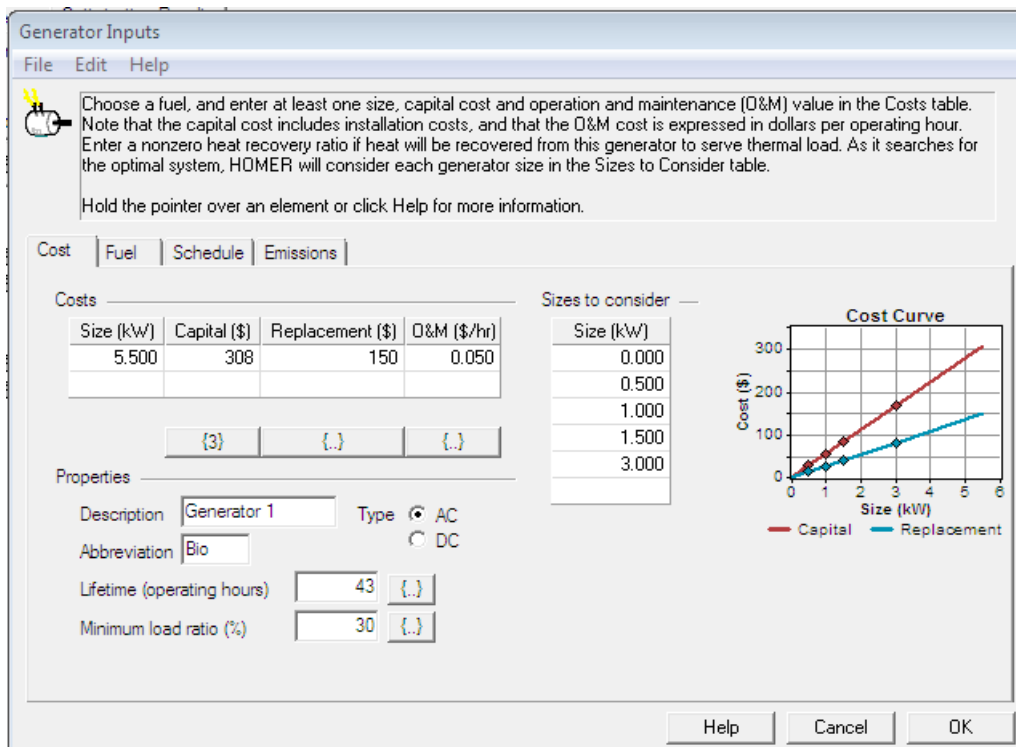 Generator Inputs
File Edit Help
Choose a fuel, and enter at least one size, capital cost and operation and maintenance (O&M) value in the Costs table.
Note that the capital cost includes installation costs, and that the O&M cost is expressed in dollars per operating hour.
Enter a nonzero heat recovery ratio if heat will be recovered from this generator to serve thermal load. As it searches for
the optimal system, HOMER will consider each generator size in the Sizes to Consider table.
Hold the pointer over an element or click Help for more information.
Cost Fuel Schedule Emissions
Costs
Size (kW) Capital ($) Replacement ($) O&M ($/hr)
5.500 308 150 0.050
{3} {..} {..}
Sizes to consider
Size (kW)
0.000
0.500
1.000
1.500
3.000
Cost Curve
Cost ($)
300
200
100
0
0 1 2 3 4 5 6
Size (kW)
Capital Replacement
Properties
Description Generator 1 Type AC
DC
Abbreviation Bio
Lifetime (operating hours) 43 {..}
Minimum load ratio (%) 30 {..}
Help Cancel OK